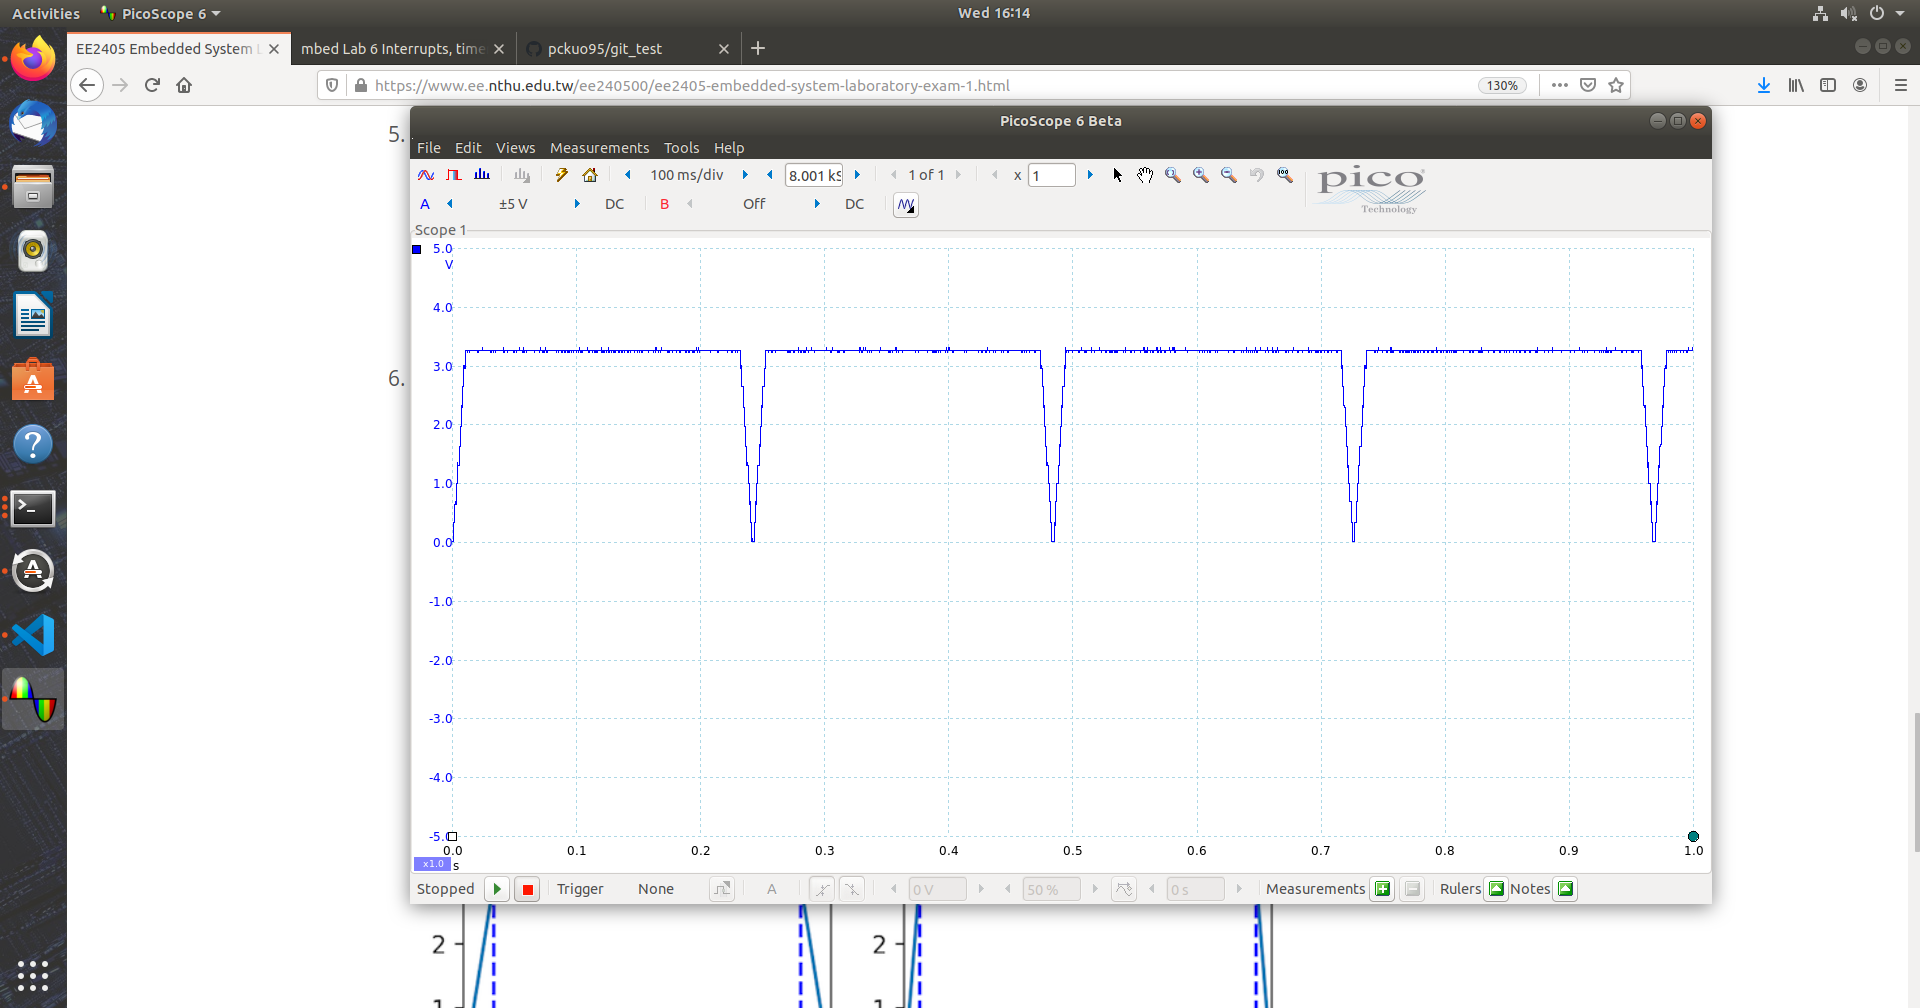 Activities PicoScope 6 Wed 16:14
EE2405 Embedded System L mbed Lab 6 Interrupts, time pckuo95/git_test
https://www.ee.nthu.edu.tw/ee240500/ee2405-embedded-system-laboratory-exam-1.html 130%
5.
PicoScope 6 Beta
File Edit Views Measurements Tools Help
100 ms/div 8.001 kS 1 of 1 x 1
pico
Technology
A ±5 V DC B Off DC
Scope 1
5.0
V
4.0
3.0
6.
2.0
1.0
0.0
-1.0
-2.0
-3.0
-4.0
-5.0
0.0 0.1 0.2 0.3 0.4 0.5 0.6 0.7 0.8 0.9 1.0
x1.0 s
Stopped Trigger None A 0 V 50 % 0 s Measurements Rulers Notes
2 2
1 1